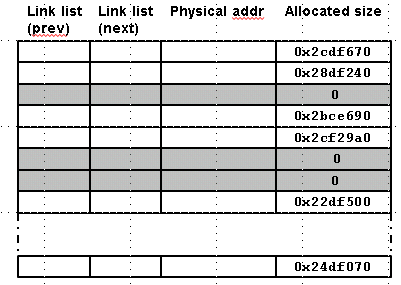 Link list (prev) Link list (next) Physical addr Allocated size
0x2cdf670
0x28df240
0
0x2bce690
0x2cf29a0
0
0
0x22df500
0x24df070